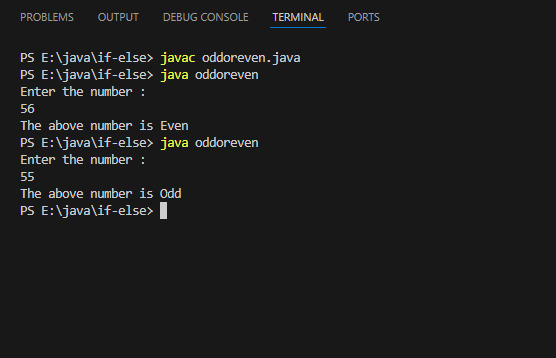 PROBLEMS OUTPUT DEBUG CONSOLE TERMINAL PORTS
PS E:\java\if-else> javac oddoreven.java
PS E:\java\if-else> java oddoreven
Enter the number :
56
The above number is Even
PS E:\java\if-else> java oddoreven
Enter the number :
55
The above number is Odd
PS E:\java\if-else>